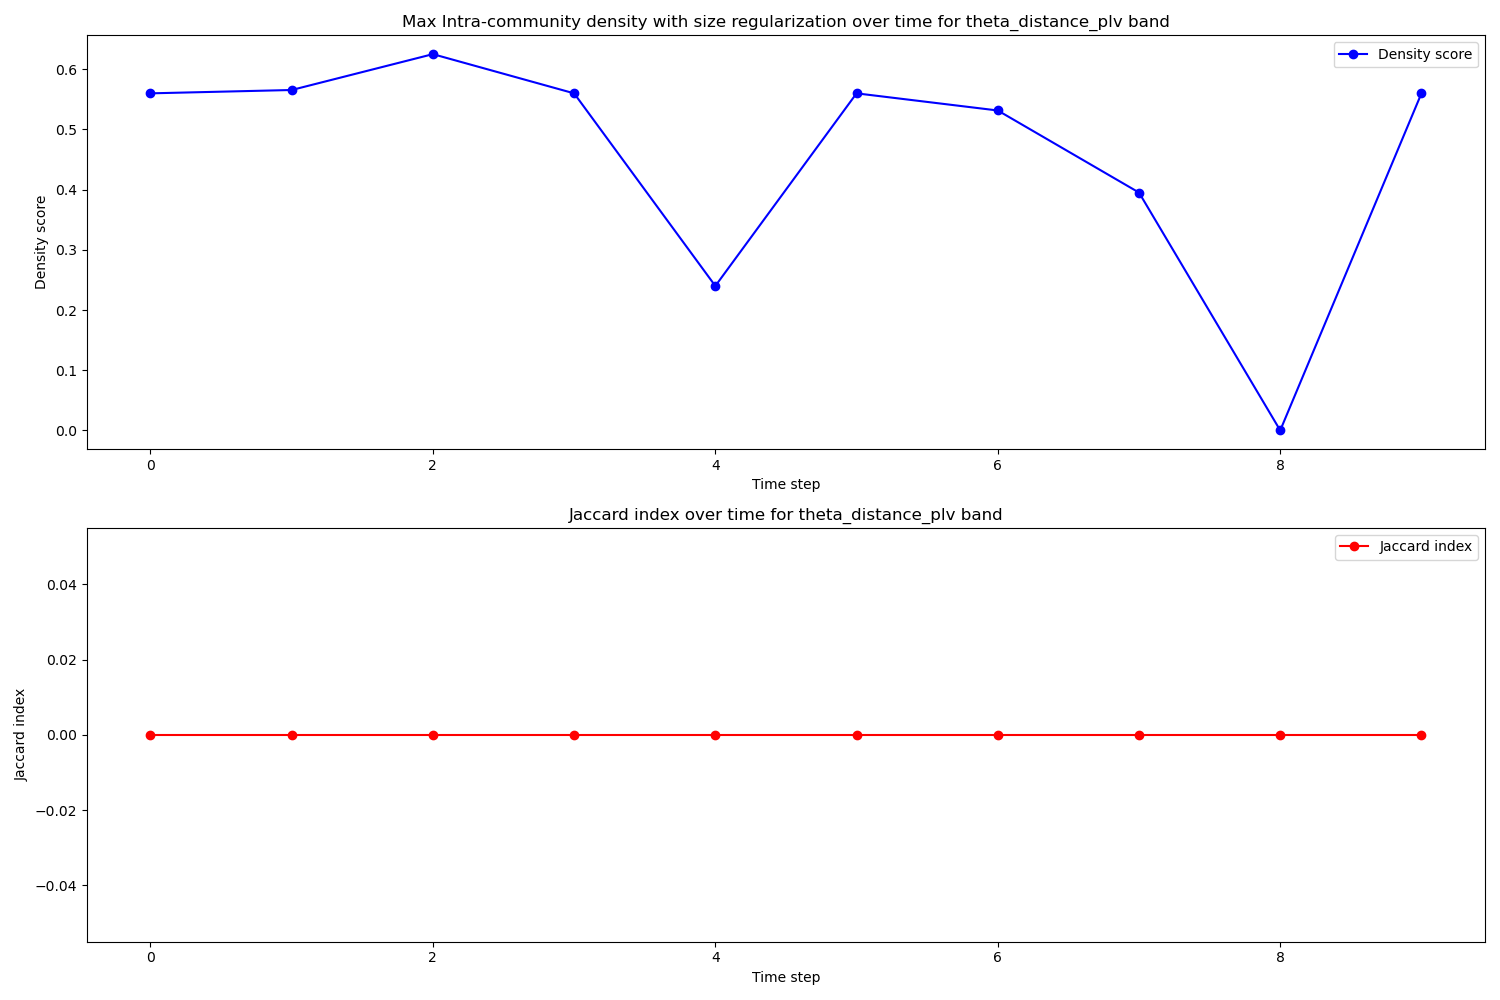 Max Intra-community density with size regularization over time for theta_distance_plv band
Density score
0.6
0.5
0.4
0.3
0.2
0.1
0.0
Density score
0 2 4 6 8
Time step
Jaccard index over time for theta_distance_plv band
Jaccard index
0.04
0.02
0.00
−0.02
−0.04
Jaccard index
0 2 4 6 8
Time step